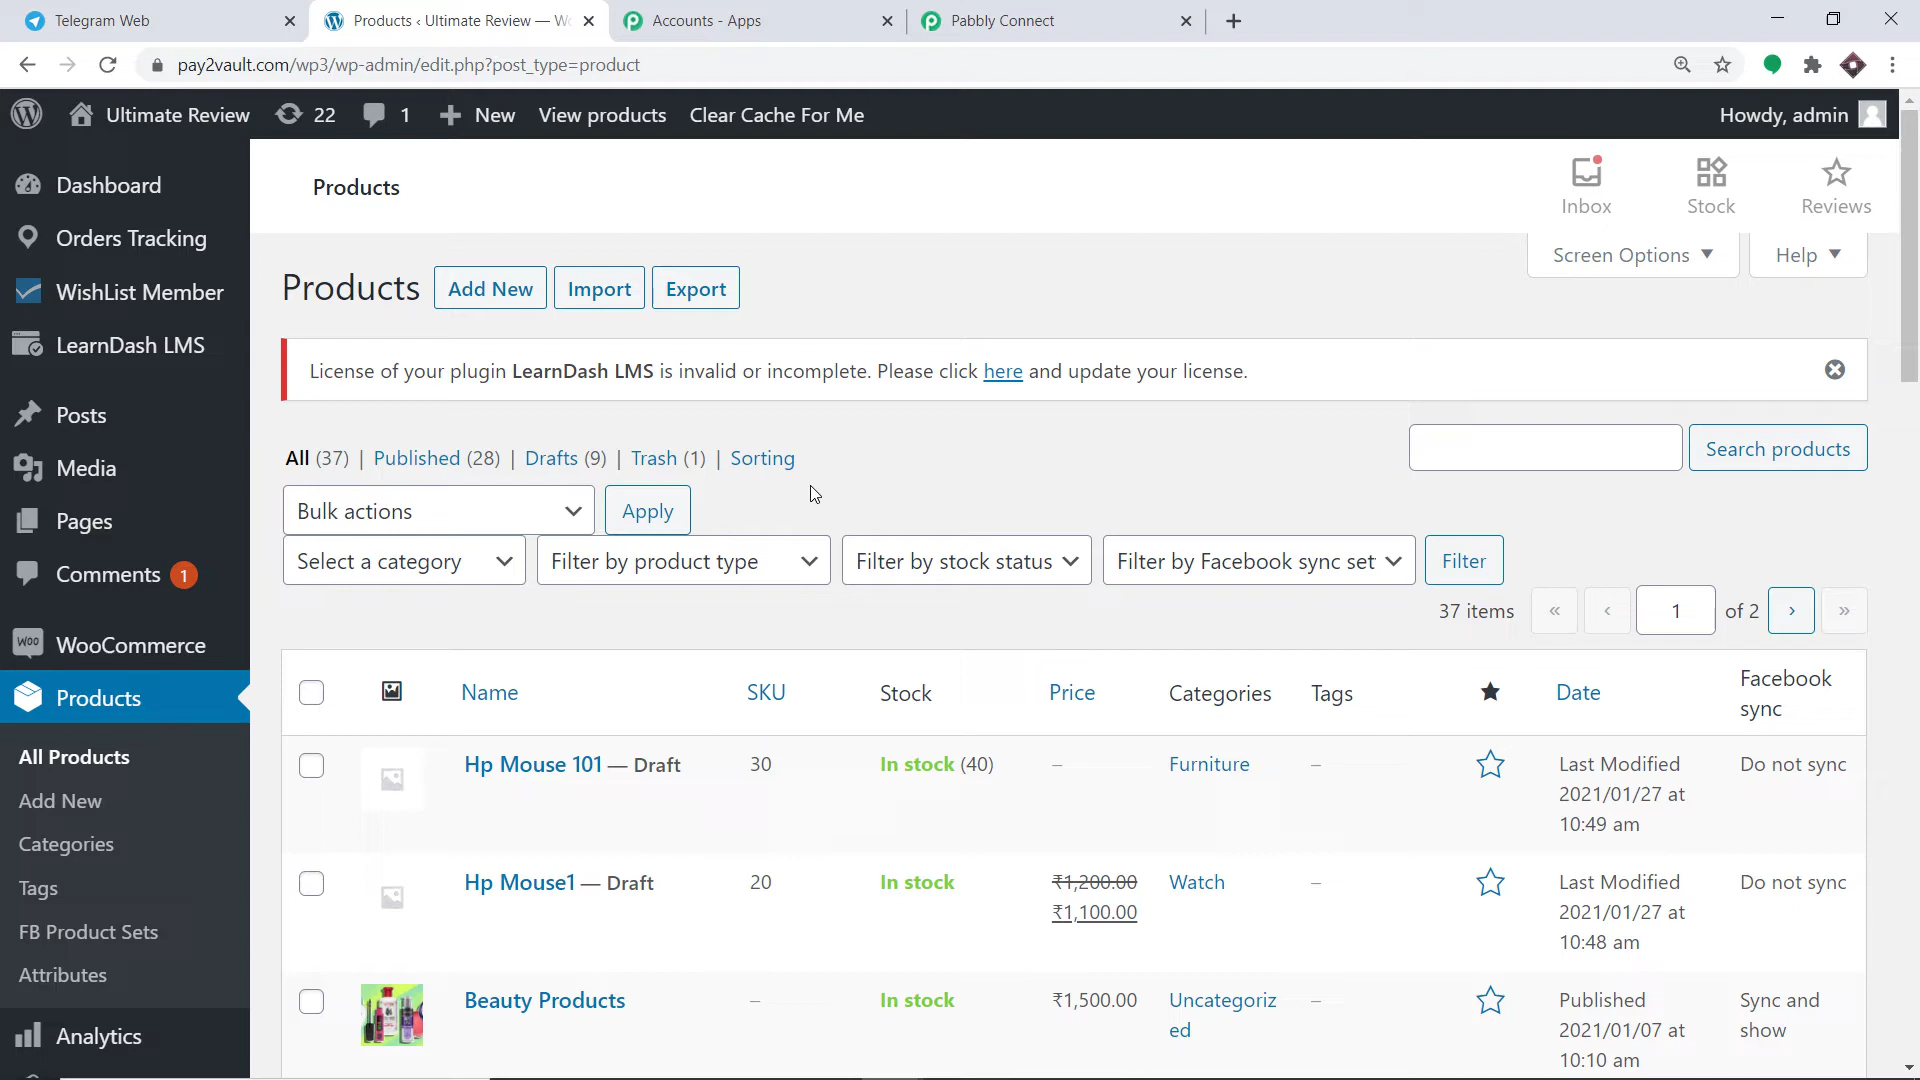 Telegram Web
Products ‹ Ultimate Review — Wo
Accounts - Apps
Pabbly Connect
pay2vault.com/wp3/wp-admin/edit.php?post_type=product
Ultimate Review
22
1
New
View products
Clear Cache For Me
Howdy, admin
Dashboard
Orders Tracking
WishList Member
LearnDash LMS
Posts
Media
Pages
Comments 1
WooCommerce
Products
All Products
Add New
Categories
Tags
FB Product Sets
Attributes
Analytics
Products
Inbox
Stock
Reviews
Screen Options
Help
Products
Add New
Import
Export
License of your plugin LearnDash LMS is invalid or incomplete. Please click here and update your license.
All (37) | Published (28) | Drafts (9) | Trash (1) | Sorting
Search products
Bulk actions
Apply
Select a category
Filter by product type
Filter by stock status
Filter by Facebook sync set
Filter
37 items « ‹ 1 of 2 › »
Name
SKU
Stock
Price
Categories
Tags
Date
Facebook
sync
Hp Mouse 101 — Draft
30
In stock (40)
–
Furniture
–
Last Modified
2021/01/27 at
10:49 am
Do not sync
Hp Mouse1 — Draft
20
In stock
₹1,200.00
₹1,100.00
Watch
–
Last Modified
2021/01/27 at
10:48 am
Do not sync
Beauty Products
–
In stock
₹1,500.00
Uncategoriz
ed
–
Published
2021/01/07 at
10:10 am
Sync and
show